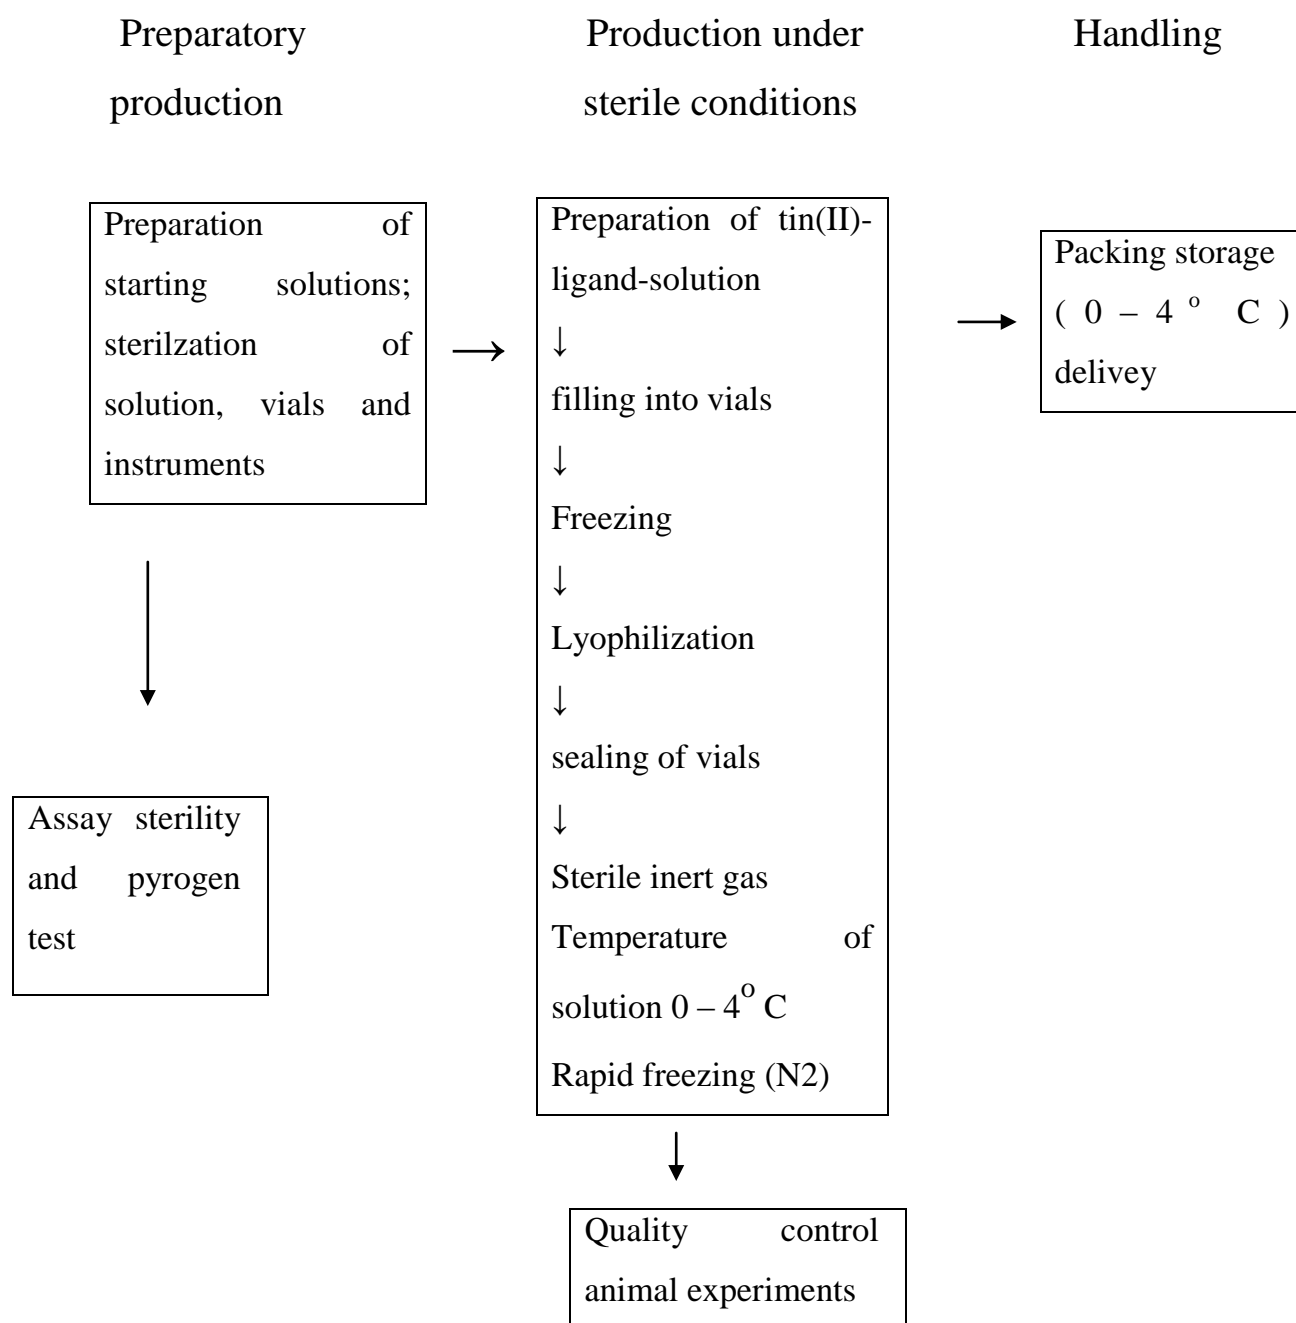 Preparatory
production
Production under
sterile conditions
Handling
Preparation of
starting solutions;
sterilzation of
solution, vials and
instruments
→
Assay sterility
and pyrogen
test
Preparation of tin(II)-
ligand-solution
↓
filling into vials
↓
Freezing
↓
Lyophilization
↓
sealing of vials
↓
Sterile inert gas
Temperature of
solution 0 – 4º C
Rapid freezing (N2)
Quality control
animal experiments
Packing storage
( 0 – 4 º C )
delivey